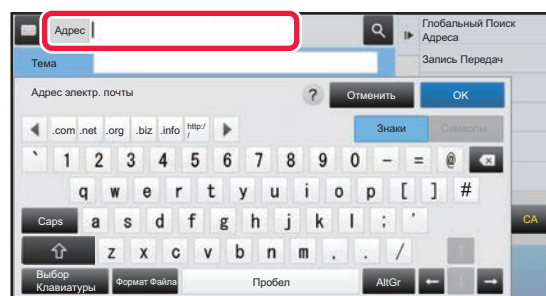 Адрес
Глобальный Поиск
Адреса
Тема
Запись Передач
Адрес электр. почты
?
Отменить
OK
.com .net .org .biz .info http:/
/
Знаки
Символы
` 1 2 3 4 5 6 7 8 9 0 - = @
q w e r t y u i o p [ ] #
Caps a s d f g h j k l ; '
CA
z x c v b n m . . /
Выбор
Клавиатуры
Формат Файла
Пробел
AltGr